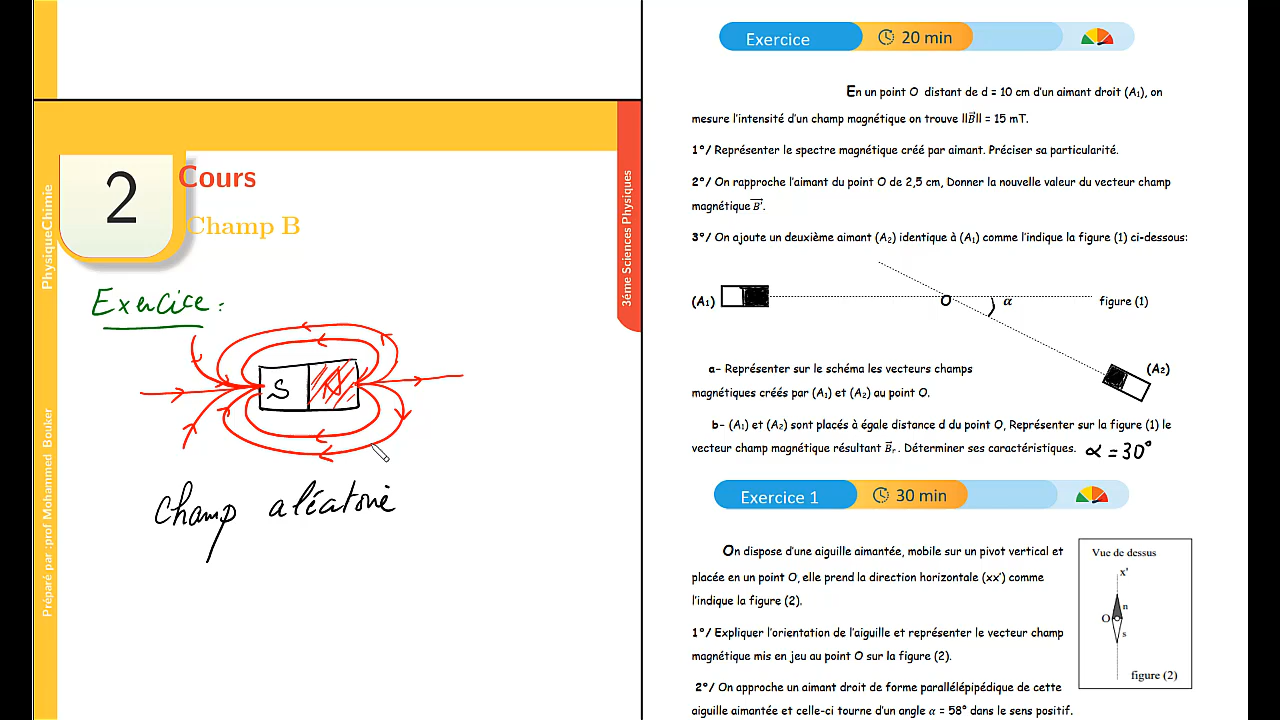 PhysiqueChimie
Préparé par :prof Mohammed Bouker
3éme Sciences Physiques
2
Cours
Champ B
Exercice :
S N
champ aléatoire
Exercice
20 min
En un point O distant de d = 10 cm d’un aimant droit (A₁), on
mesure l’intensité d’un champ magnétique on trouve ||B⃗|| = 15 mT.
1°/ Représenter le spectre magnétique créé par aimant. Préciser sa particularité.
2°/ On rapproche l’aimant du point O de 2,5 cm, Donner la nouvelle valeur du vecteur champ
magnétique B⃗'.
3°/ On ajoute un deuxième aimant (A₂) identique à (A₁) comme l’indique la figure (1) ci-dessous:
(A₁)
O
α
figure (1)
(A₂)
a- Représenter sur le schéma les vecteurs champs
magnétiques créés par (A₁) et (A₂) au point O.
b- (A₁) et (A₂) sont placés à égale distance d du point O, Représenter sur la figure (1) le
vecteur champ magnétique résultant B⃗ᵣ. Déterminer ses caractéristiques. α = 30°
Exercice 1
30 min
On dispose d’une aiguille aimantée, mobile sur un pivot vertical et
placée en un point O, elle prend la direction horizontale (xx’) comme
l’indique la figure (2).
1°/ Expliquer l’orientation de l’aiguille et représenter le vecteur champ
magnétique mis en jeu au point O sur la figure (2).
2°/ On approche un aimant droit de forme parallélépipédique de cette
aiguille aimantée et celle-ci tourne d’un angle α = 58° dans le sens positif.
Vue de dessus
x'
n
O
s
figure (2)